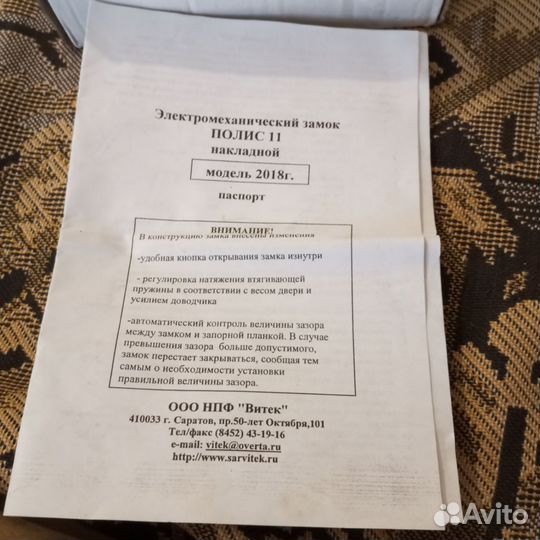 Электромеханический замок
ПОЛИС 11
накладной
модель 2018г.
паспорт
ВНИМАНИЕ!
В конструкцию замка внесены изменения
-удобная кнопка открывания замка изнутри
- регулировка натяжения втягивающей
пружины в соответствии с весом двери и
усилием доводчика
-автоматический контроль величины зазора
между замком и запорной планкой. В случае
превышения зазора больше допустимого,
замок перестает закрываться, сообщая тем
самым о необходимости установки
правильной величины зазора.
ООО НПФ "Витек"
410033 г. Саратов, пр.50-лет Октября,101
Тел/факс (8452) 43-19-16
e-mail: vitek@overta.ru
http://www.sarvitek.ru
Avito